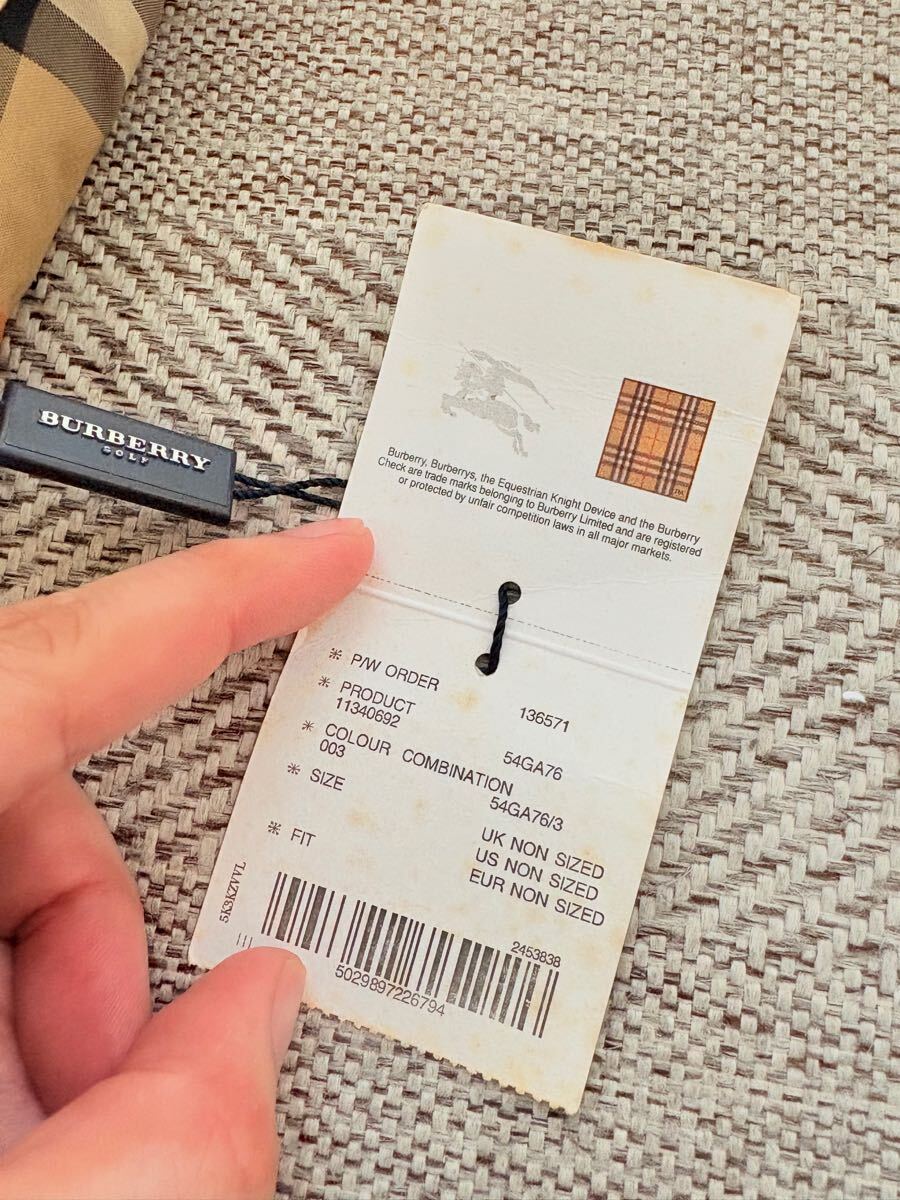 BURBERRY
GOLF
TM
Burberry, Burberrys, the Equestrian Knight Device and the Burberry
Check are trade marks belonging to Burberry Limited and are registered
or protected by unfair competition laws in all major markets.
※ P/W ORDER
136571
※ PRODUCT
11340692
54GA76
※ COLOUR COMBINATION
003
54GA76/3
※ SIZE
UK NON SIZED
US NON SIZED
EUR NON SIZED
※ FIT
5K3KZVVL
2453838
5029897226794